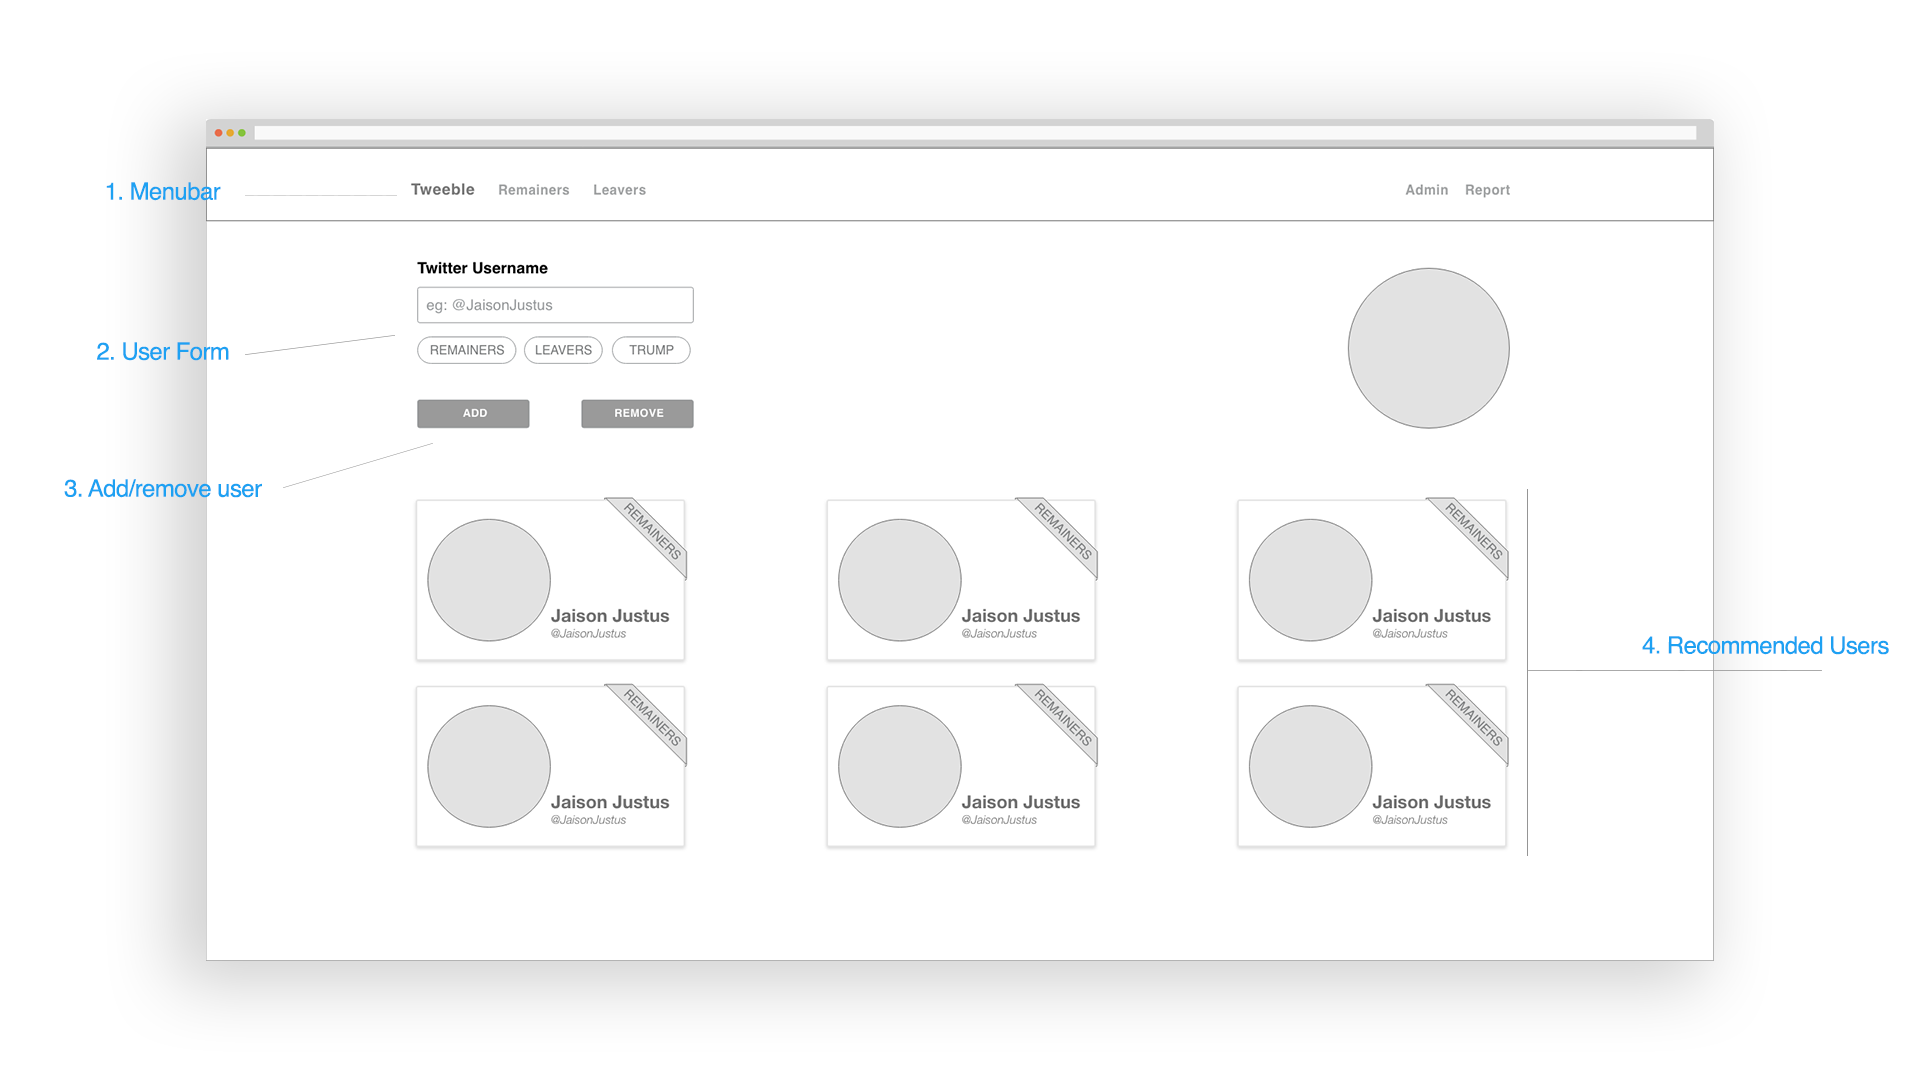 1. Menubar
Tweeble Remainers Leavers Admin Report
Twitter Username
eg: @JaisonJustus
2. User Form
REMAINERS LEAVERS TRUMP
ADD REMOVE
3. Add/remove user
REMAINERS
Jaison Justus
@JaisonJustus
REMAINERS
Jaison Justus
@JaisonJustus
REMAINERS
Jaison Justus
@JaisonJustus
4. Recommended Users
REMAINERS
Jaison Justus
@JaisonJustus
REMAINERS
Jaison Justus
@JaisonJustus
REMAINERS
Jaison Justus
@JaisonJustus